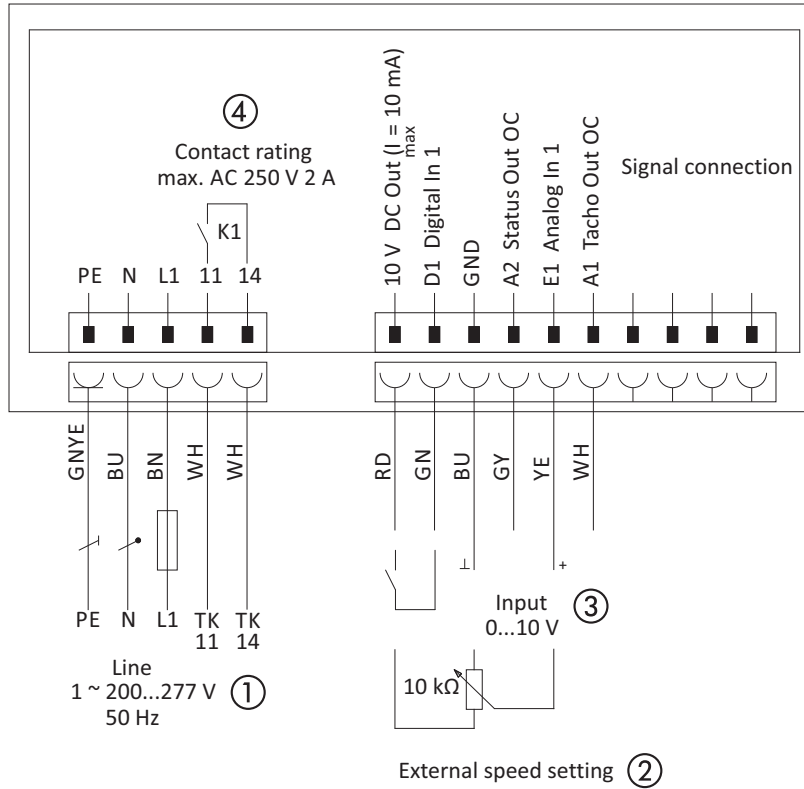 ④
Contact rating
max. AC 250 V 2 A
K1
PE N L1 11 14
10 V DC Out (I max = 10 mA)
D1 Digital In 1
GND
A2 Status Out OC
E1 Analog In 1
A1 Tacho Out OC
Signal connection
GNYE
BU
BN
WH
WH
RD
GN
BU
GY
YE
WH
PE N L1 TK TK
11 14
Line
1 ~ 200...277 V ①
50 Hz
⊥ +
Input ③
0...10 V
10 kΩ
External speed setting ②